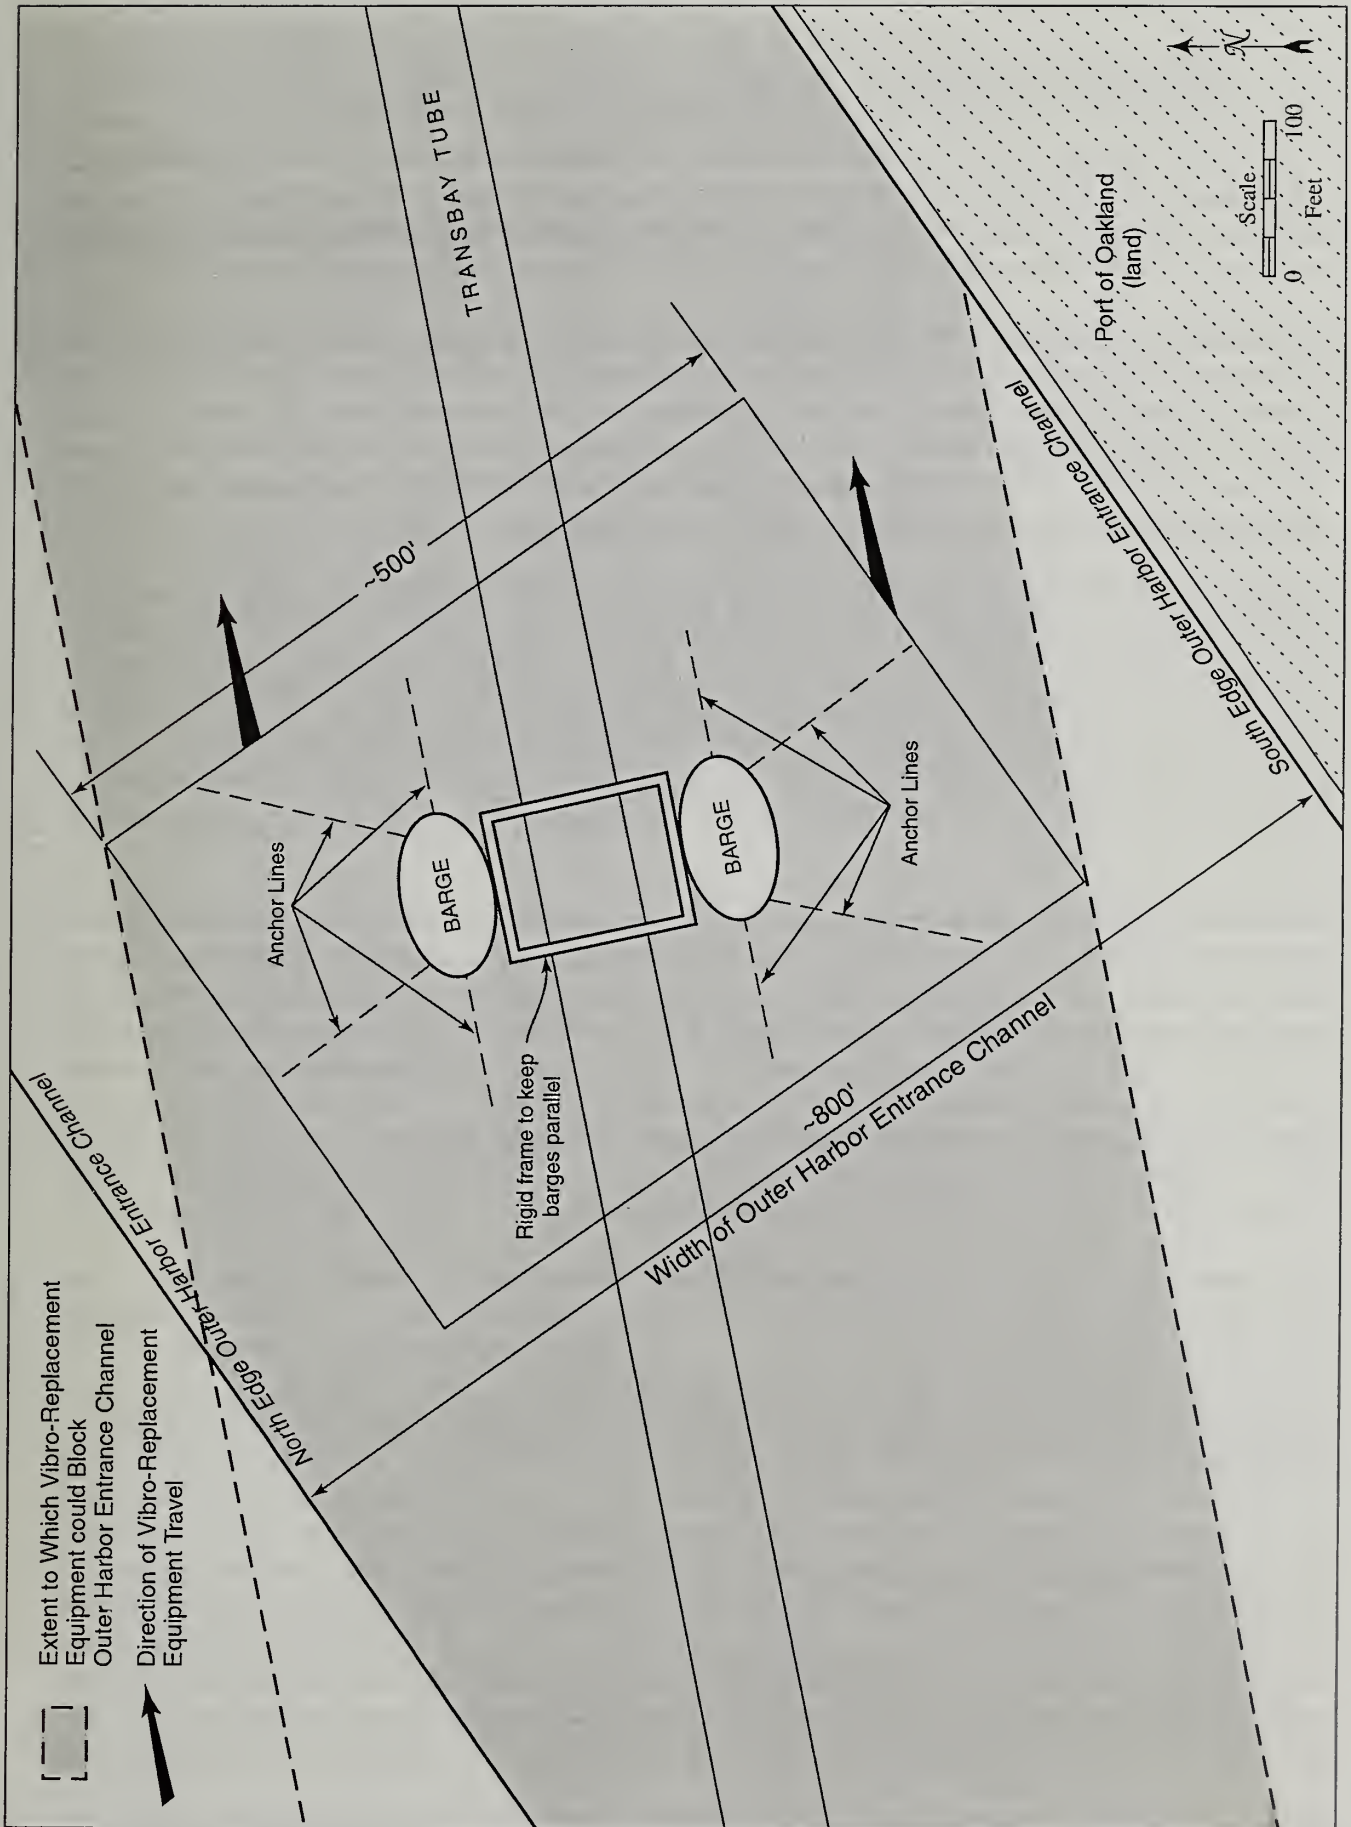 Extent to Which Vibro-Replacement
Equipment could Block
Outer Harbor Entrance Channel
Direction of Vibro-Replacement
Equipment Travel
North Edge Outer Harbor Entrance Channel
TRANSBAY TUBE
~500'
Anchor Lines
BARGE
Rigid frame to keep
barges parallel
BARGE
Anchor Lines
~800'
Width of Outer Harbor Entrance Channel
South Edge Outer Harbor Entrance Channel
Port of Oakland
(land)
N
Scale
0
100
Feet